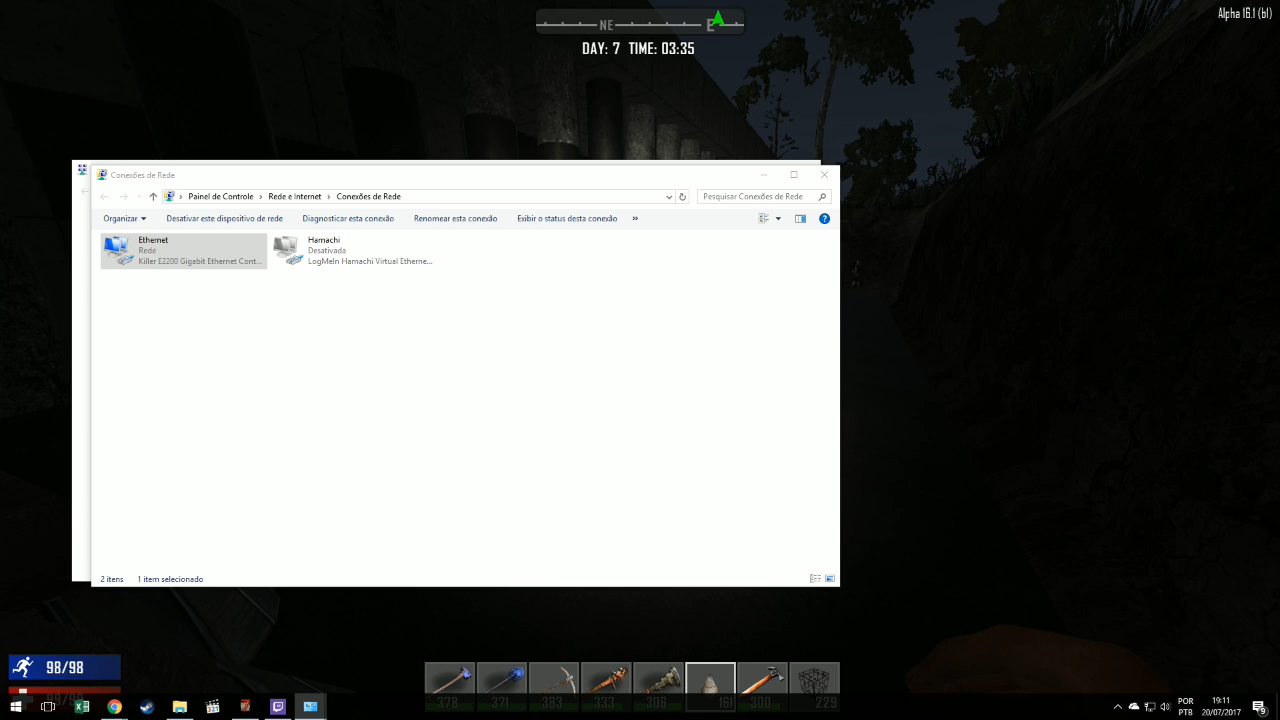 Alpha 16.1 (b1)
NE
E
DAY: 7 TIME: 03:35
Conexões de Rede
Painel de Controle
Rede e Internet
Conexões de Rede
Pesquisar Conexões de Rede
Organizar
Desativar este dispositivo de rede
Diagnosticar esta conexão
Renomear esta conexão
Exibir o status desta conexão
»
Ethernet
Rede
Killer E2200 Gigabit Ethernet Cont...
Hamachi
Desativada
LogMeIn Hamachi Virtual Etherne...
2 itens
1 item selecionado
98/98
99/99
378
371
383
333
306
161
300
229
POR
PTB
19:11
20/07/2017